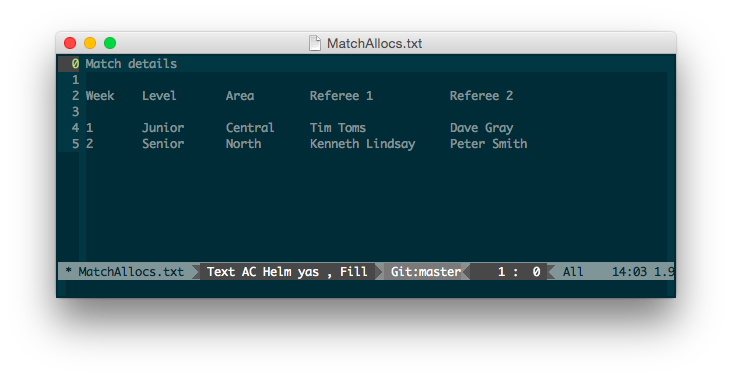 MatchAllocs.txt
0 Match details
1
2 Week Level Area Referee 1 Referee 2
3
4 1 Junior Central Tim Toms Dave Gray
5 2 Senior North Kenneth Lindsay Peter Smith
* MatchAllocs.txt Text AC Helm yas , Fill Git:master 1 : 0 All 14:03 1.9